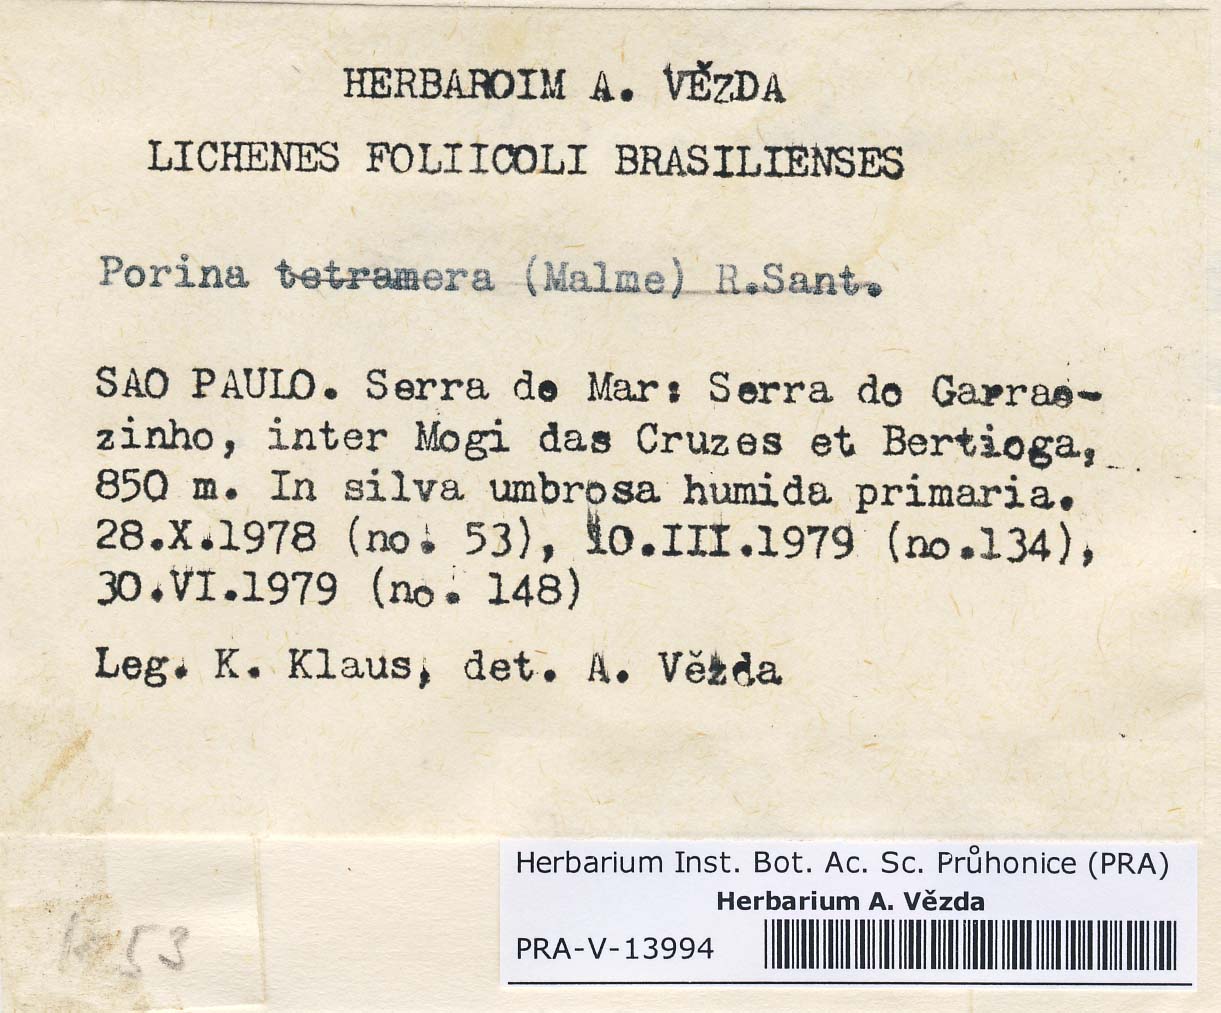 HERBAROIM A. VĚZDA
LICHENES FOLIICOLI BRASILIENSES
Porina tetramera (Malme) R.Sant.
SAO PAULO. Serra do Mar: Serra do Garrae-
zinho, inter Mogi das Cruzes et Bertioga,
850 m. In silva umbrosa humida primaria.
28.X.1978 (no. 53), 10.III.1979 (no.134),
30.VI.1979 (no. 148)
Leg. K. Klaus, det. A. Vězda
Herbarium Inst. Bot. Ac. Sc. Průhonice (PRA)
Herbarium A. Vězda
PRA-V-13994
53